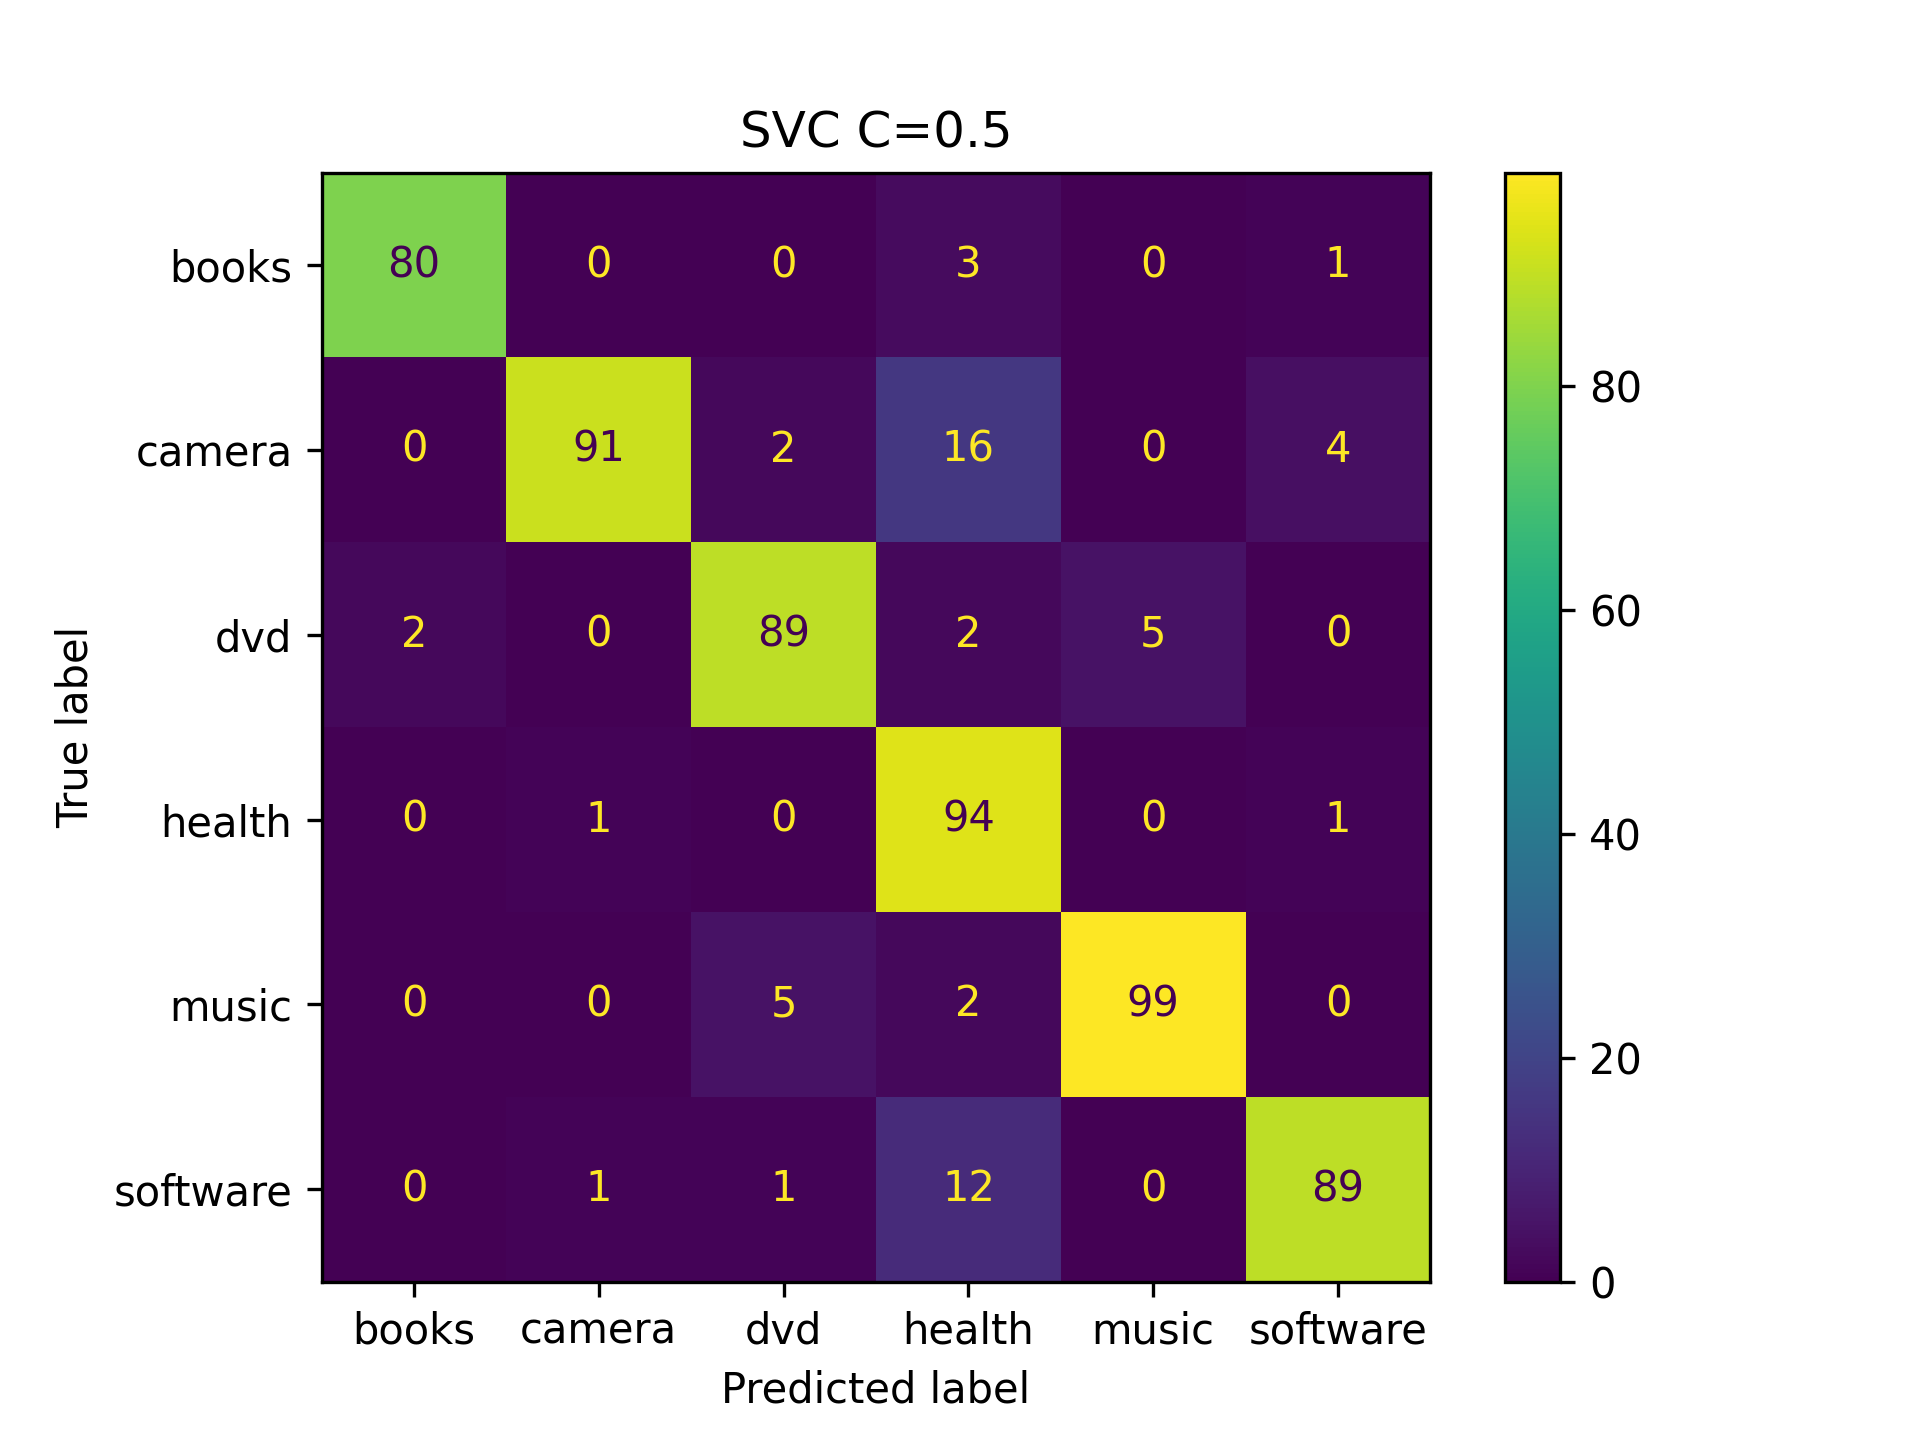 SVC C=0.5
books 80 0 0 3 0 1
camera 0 91 2 16 0 4
dvd 2 0 89 2 5 0
health 0 1 0 94 0 1
music 0 0 5 2 99 0
software 0 1 1 12 0 89
books camera dvd health music software
Predicted label
True label
80
60
40
20
0